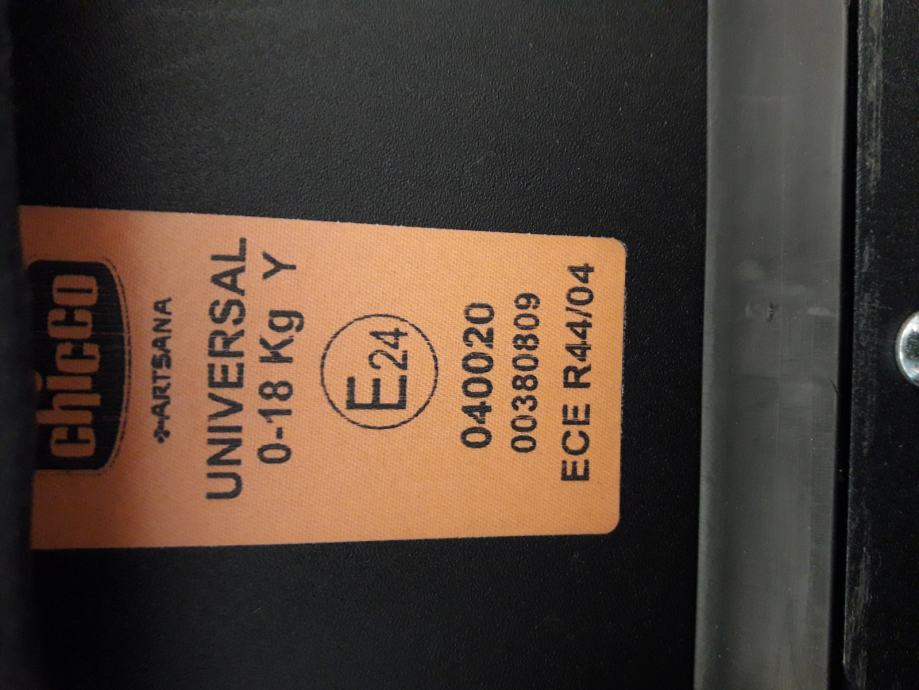 chicco
ARTSANA
UNIVERSAL
0-18 Kg Y
E24
040020
00380809
ECE R44/04